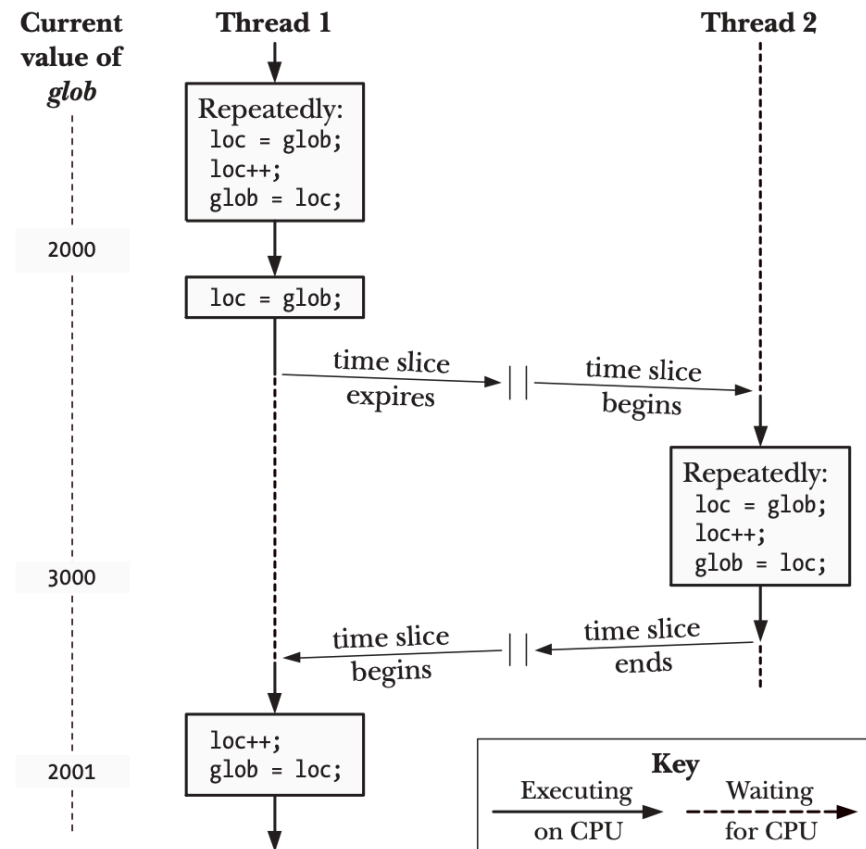 Current
value of
glob
Thread 1
Thread 2
Repeatedly:
loc = glob;
loc++;
glob = loc;
2000
loc = glob;
time slice
expires
time slice
begins
Repeatedly:
loc = glob;
loc++;
glob = loc;
3000
time slice
begins
time slice
ends
loc++;
glob = loc;
2001
Key
Executing
on CPU
Waiting
for CPU